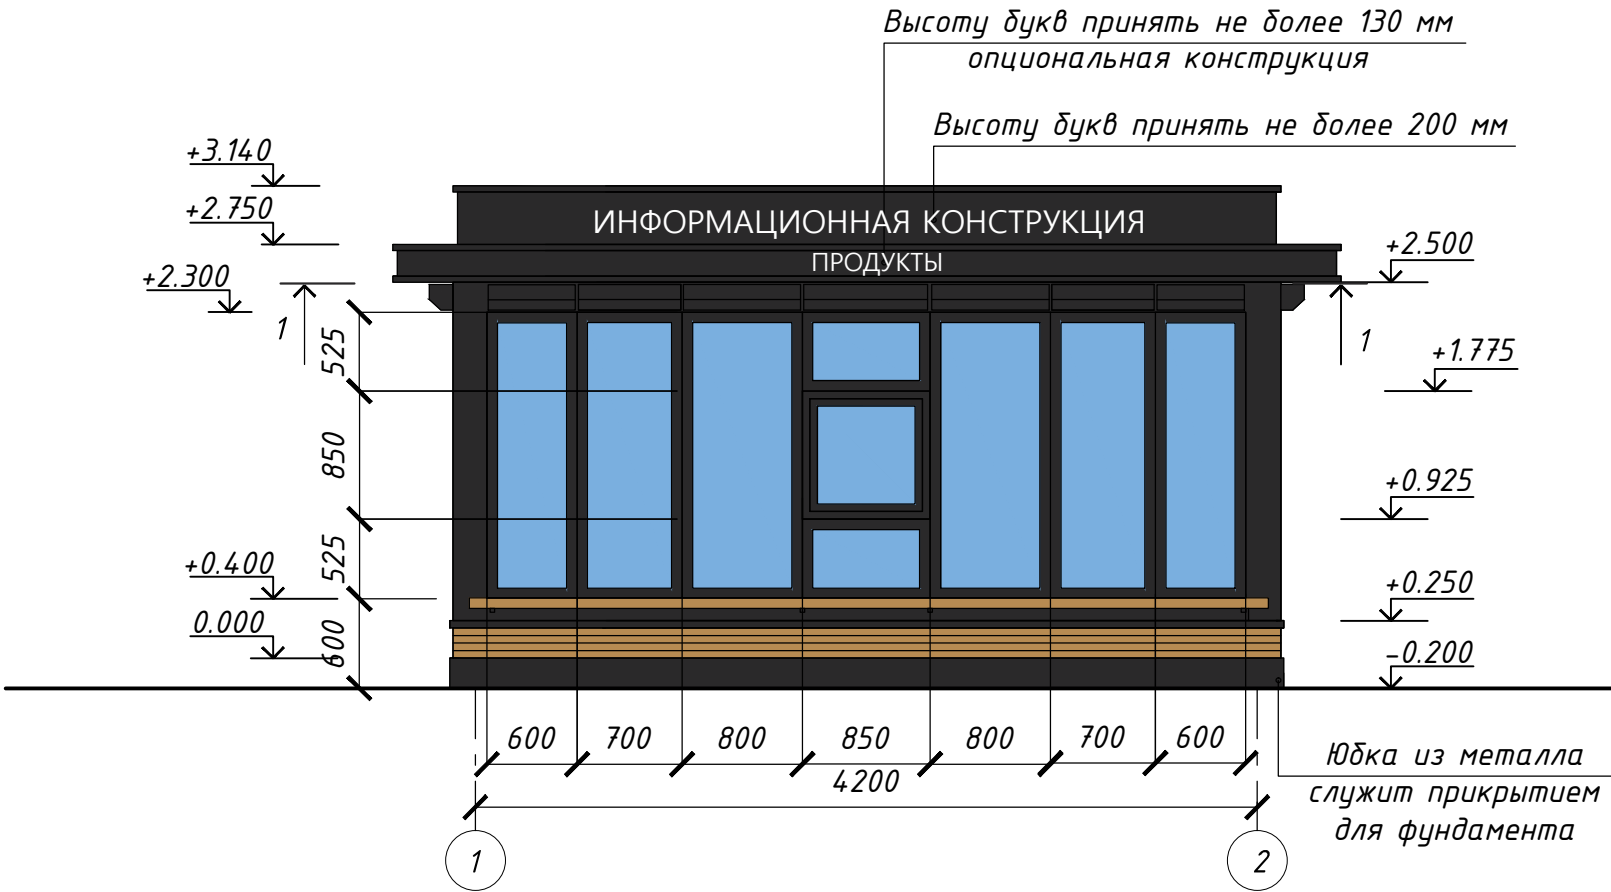 Высоту букв принять не более 130 мм
опциональная конструкция
Высоту букв принять не более 200 мм
+3.140
+2.750
+2.300
ИНФОРМАЦИОННАЯ КОНСТРУКЦИЯ
ПРОДУКТЫ
+2.500
1
1
525
+1.775
850
+0.925
525
+0.400
+0.250
0.000
600
-0.200
600 700 800 850 800 700 600
4200
Юбка из металла
служит прикрытием
для фундамента
1
2